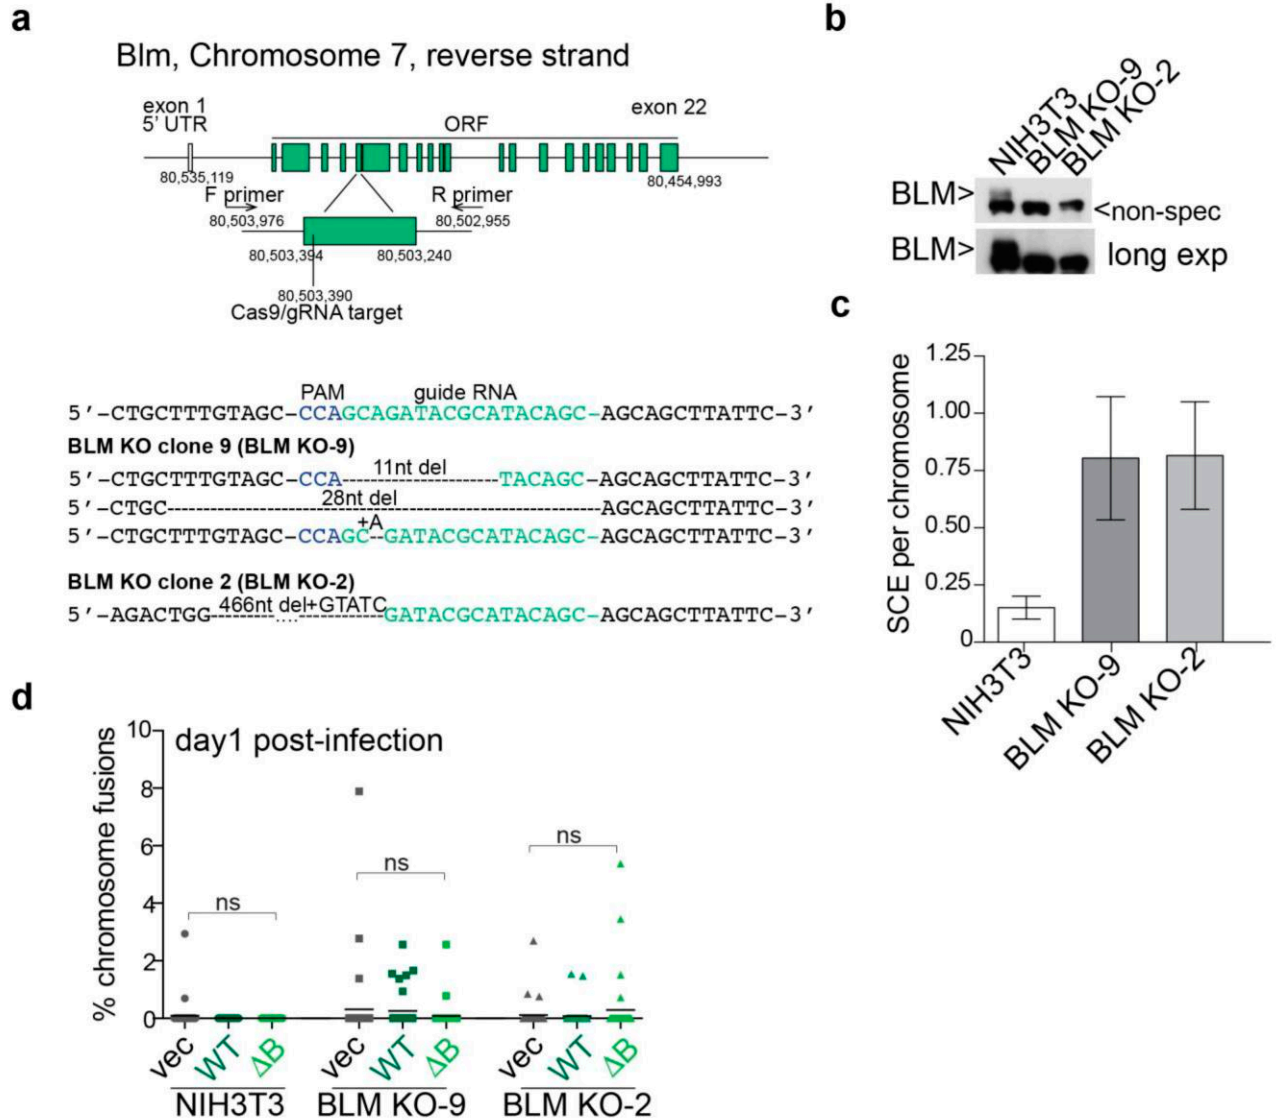 a
Blm, Chromosome 7, reverse strand
exon 1
5’ UTR
ORF
exon 22
80,535,119
80,454,993
F primer
R primer
80,503,976
80,502,955
80,503,394
80,503,240
80,503,390
Cas9/gRNA target
PAM
guide RNA
5’-CTGCTTTGTAGC-CCAGCAGATACGCATACAGC-AGCAGCTTATTC-3’
BLM KO clone 9 (BLM KO-9)
11nt del
5’-CTGCTTTGTAGC-CCA----------------------TACAGC-AGCAGCTTATTC-3’
28nt del
5’-CTGC--------------------------------------------------------------AGCAGCTTATTC-3’
+A
5’-CTGCTTTGTAGC-CCAGC--GATACGCATACAGC-AGCAGCTTATTC-3’
BLM KO clone 2 (BLM KO-2)
466nt del+GTATC
5’-AGACTGG---------....------------GATACGCATACAGC-AGCAGCTTATTC-3’
b
NIH3T3
BLM KO-9
BLM KO-2
BLM>
<non-spec
BLM>
long exp
c
SCE per chromosome
1.25
1.00
0.75
0.50
0.25
0
NIH3T3
BLM KO-9
BLM KO-2
d
day1 post-infection
% chromosome fusions
10
8
6
4
2
0
ns
ns
ns
vec
WT
ΔB
vec
WT
ΔB
vec
WT
ΔB
NIH3T3
BLM KO-9
BLM KO-2